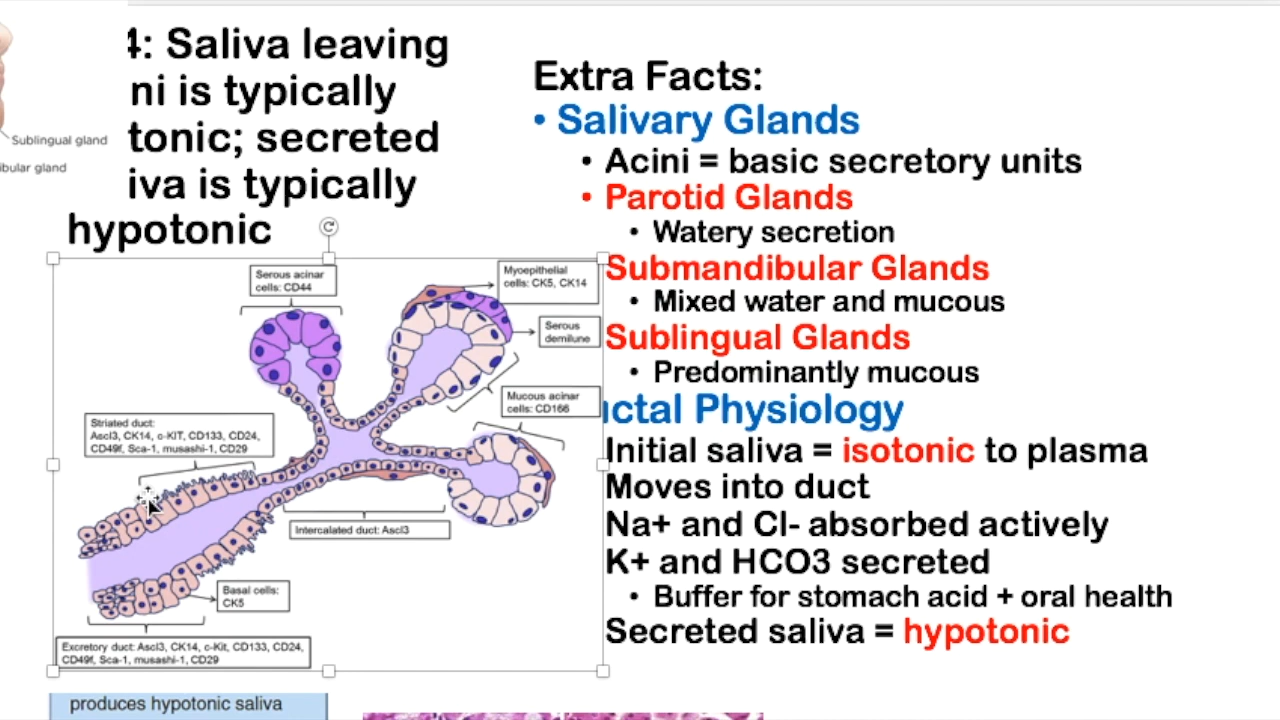 4: Saliva leaving
ni is typically
tonic; secreted
iva is typically
hypotonic
Sublingual gland
ibular gland
Extra Facts:
• Salivary Glands
• Acini = basic secretory units
• Parotid Glands
• Watery secretion
Submandibular Glands
• Mixed water and mucous
Sublingual Glands
• Predominantly mucous
ctal Physiology
Initial saliva = isotonic to plasma
Moves into duct
Na+ and Cl- absorbed actively
K+ and HCO3 secreted
• Buffer for stomach acid + oral health
Secreted saliva = hypotonic
Serous acinar
cells: CD44
Myoepithelial
cells: CK5, CK14
Serous
demilune
Mucous acinar
cells: CD166
Striated duct:
Ascl3, CK14, c-KIT, CD133, CD24,
CD49f, Sca-1, musashi-1, CD29
Intercalated duct: Ascl3
Basal cells:
CK5
Excretory duct: Ascl3, CK14, c-Kit, CD133, CD24,
CD49f, Sca-1, musashi-1, CD29
produces hypotonic saliva